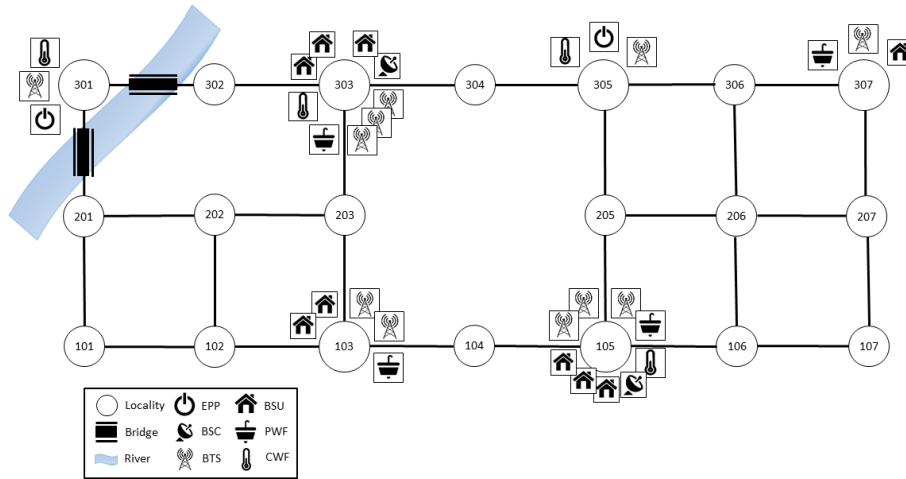 301 302 303 304 305 306 307
201 202 203 205 206 207
101 102 103 104 105 106 107
Locality EPP BSU
Bridge BSC PWF
River BTS CWF